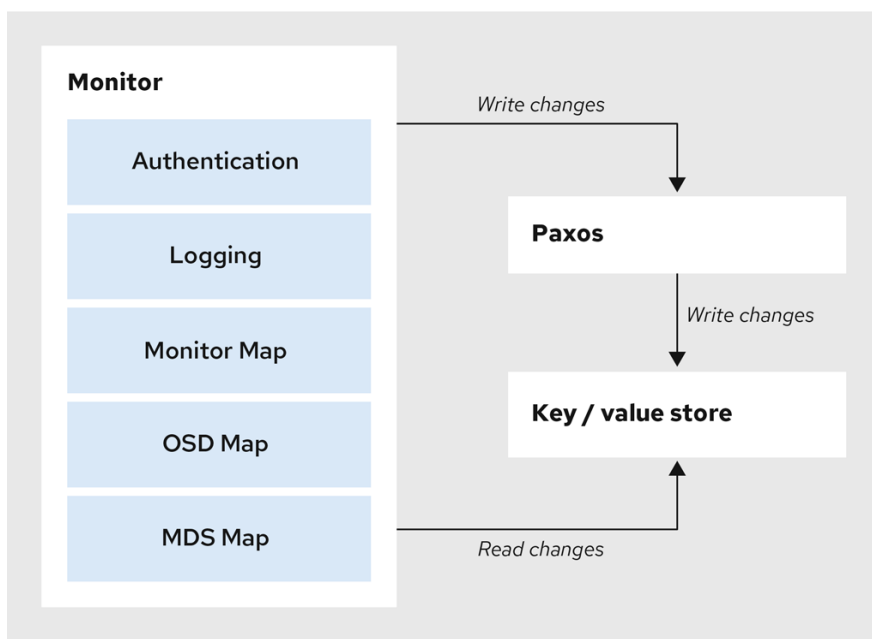 Monitor
Authentication
Logging
Monitor Map
OSD Map
MDS Map
Write changes
Paxos
Write changes
Key / value store
Read changes